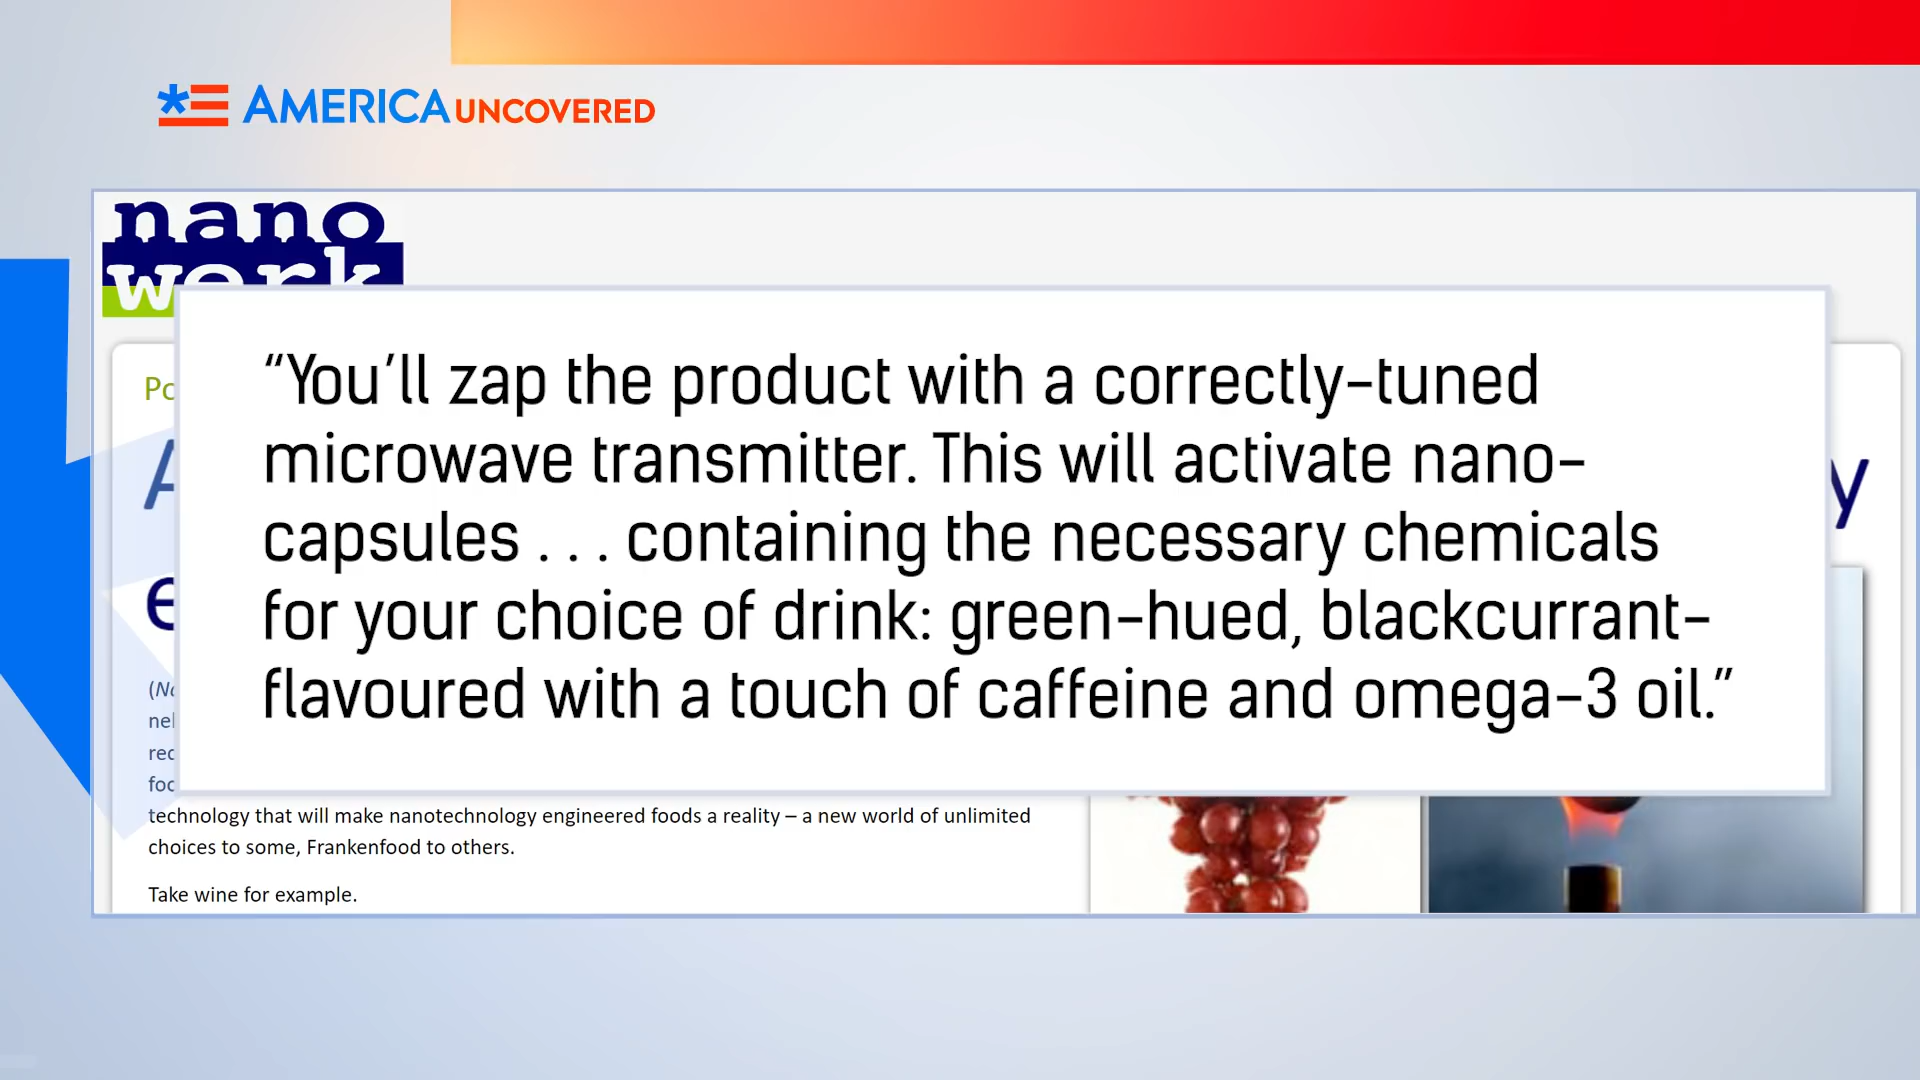 AMERICA UNCOVERED
nano
work
“You’ll zap the product with a correctly-tuned
microwave transmitter. This will activate nano-
capsules . . . containing the necessary chemicals
for your choice of drink: green-hued, blackcurrant-
flavoured with a touch of caffeine and omega-3 oil.”
technology that will make nanotechnology engineered foods a reality – a new world of unlimited
choices to some, Frankenfood to others.
Take wine for example.